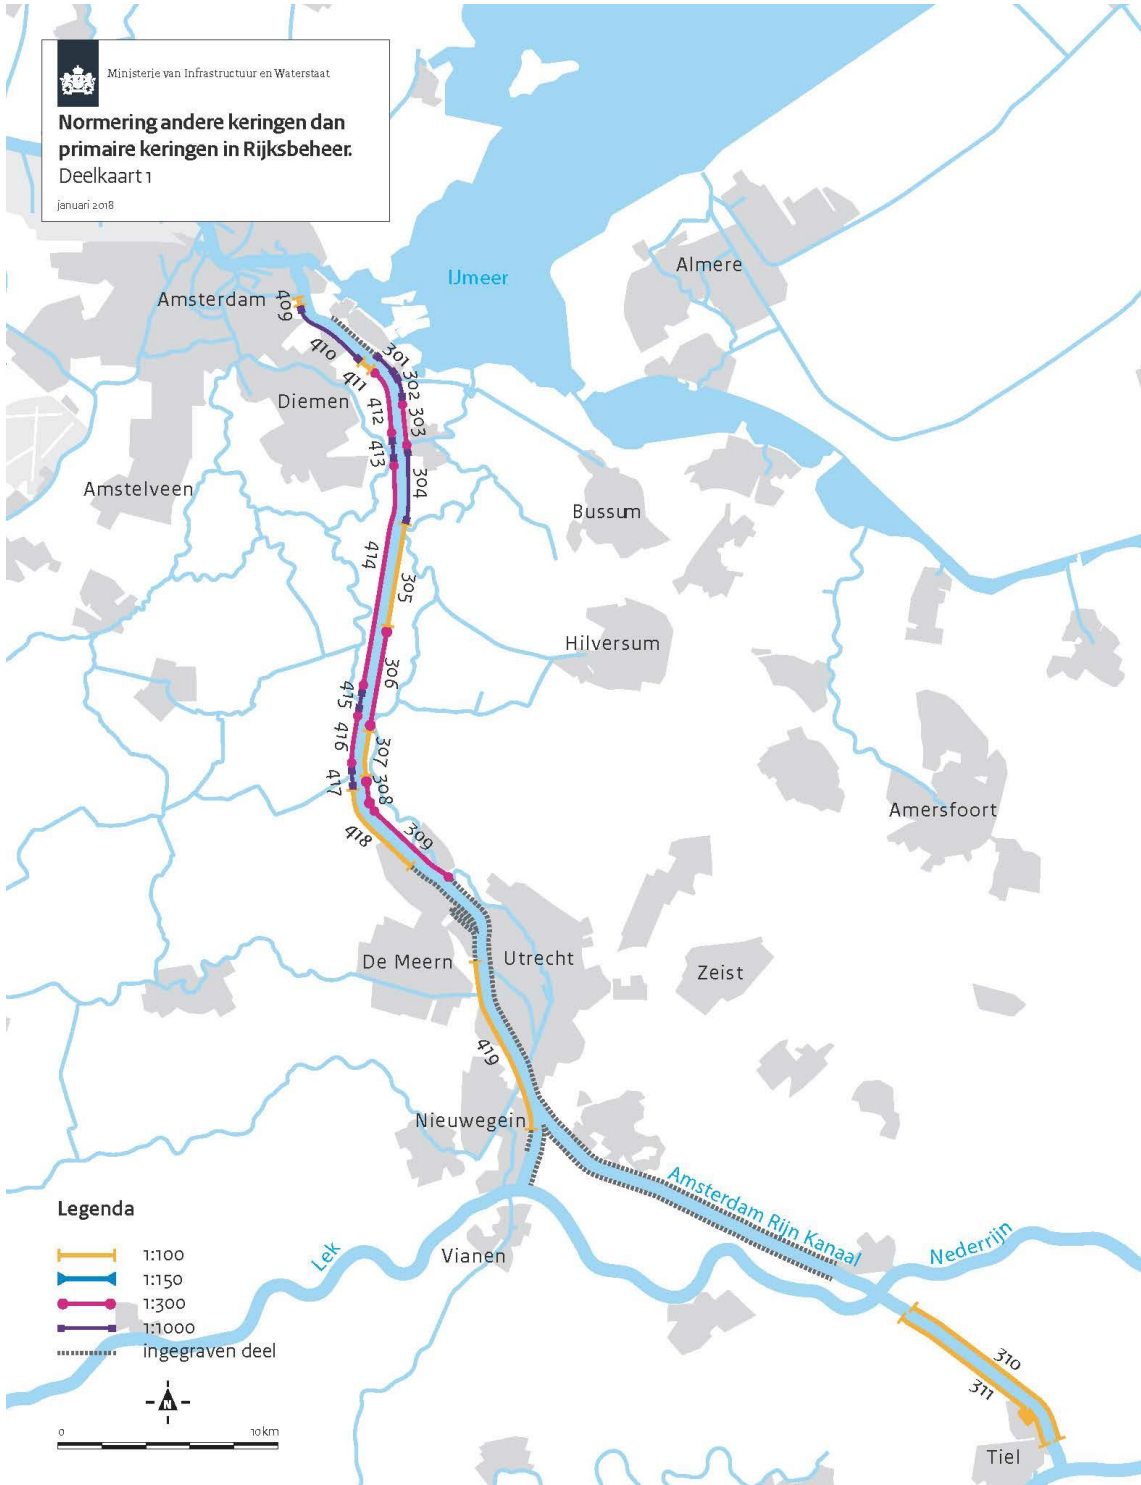 Ministerie van Infrastructuur en Waterstaat
Normering andere keringen dan
primaire keringen in Rijksbeheer.
Deelkaart 1
januari 2018
IJmeer
Almere
Amsterdam
409
410
301
411
302
Diemen
412
303
413
304
Amstelveen
Bussum
414
305
Hilversum
306
415
416
307
417
308
418
309
Amersfoort
De Meern
Utrecht
Zeist
419
Nieuwegein
Amsterdam Rijn Kanaal
Nederrijn
Lek
Vianen
310
311
Tiel
Legenda
1:100
1:150
1:300
1:1000
ingegraven deel
N
0 10km